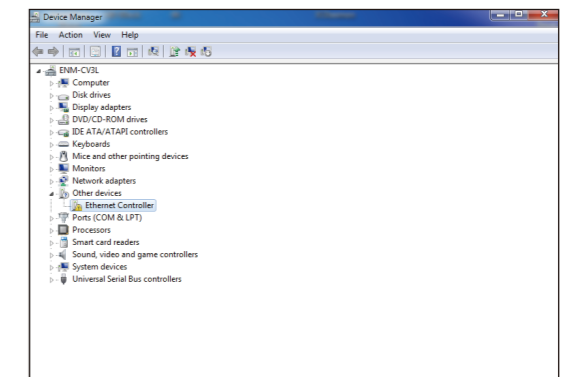 Device Manager
File Action View Help
ENM-CV3L
Computer
Disk drives
Display adapters
DVD/CD-ROM drives
IDE ATA/ATAPI controllers
Keyboards
Mice and other pointing devices
Monitors
Network adapters
Other devices
Ethernet Controller
Ports (COM & LPT)
Processors
Smart card readers
Sound, video and game controllers
System devices
Universal Serial Bus controllers